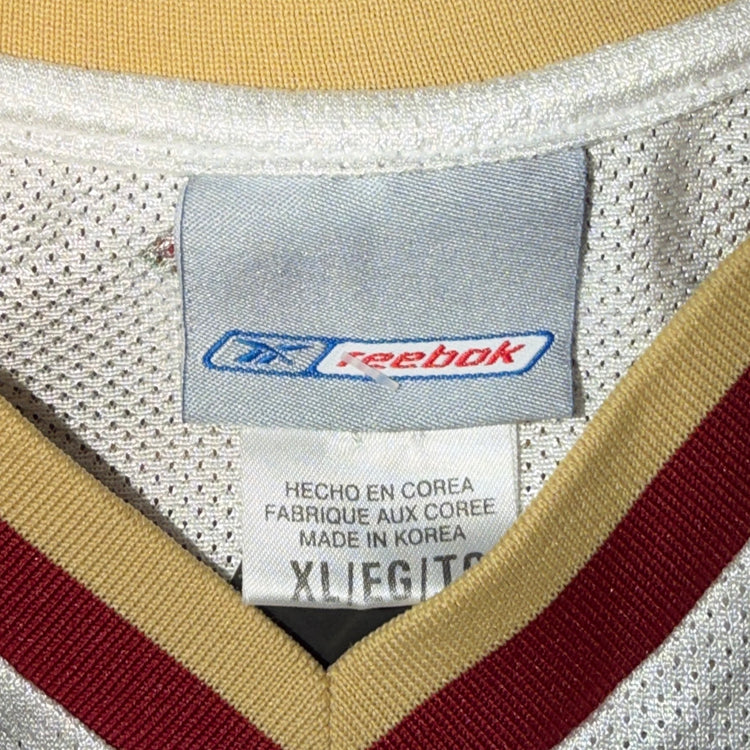 reebok
HECHO EN COREA
FABRIQUE AUX COREE
MADE IN KOREA
XL/EG/TG